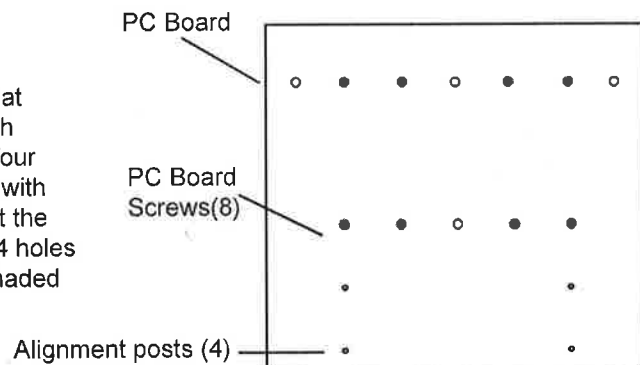 PC Board
at
h
our
with
t the
4 holes
haded
PC Board
Screws(8)
Alignment posts (4)